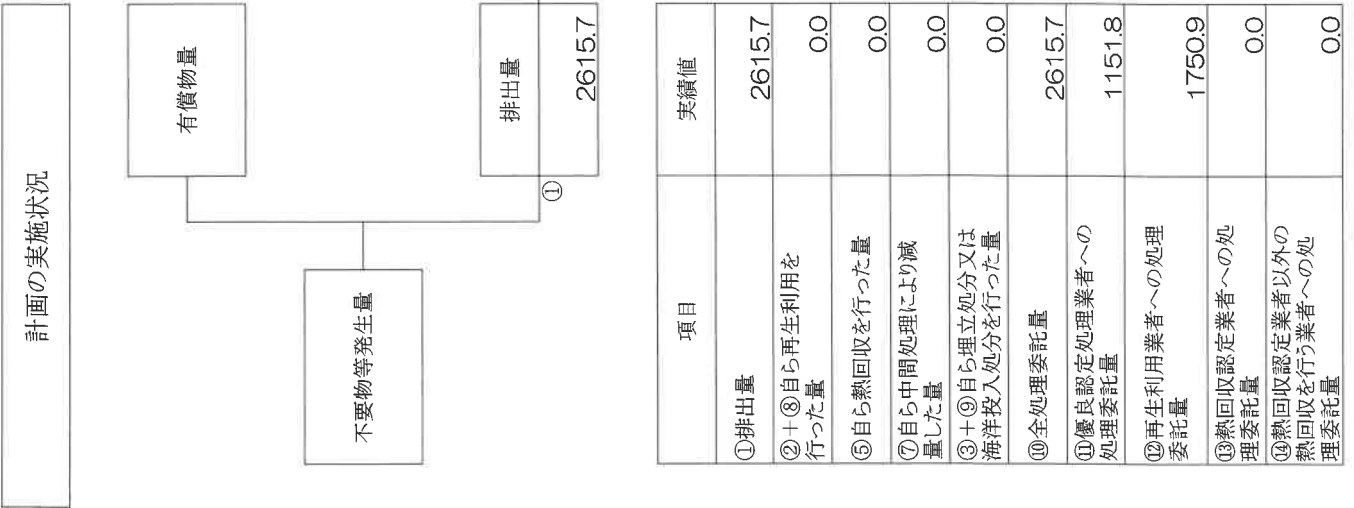 計画の実施状況
有償物量
不要物等発生量
排出量
①
2615.7
項目
実績値
①排出量
2615.7
②+⑧自ら再生利用を
行った量
0.0
⑤自ら熱回収を行った量
0.0
⑦自ら中間処理により減
量した量
0.0
③+⑨自ら埋立処分又は
海洋投入処分を行った量
0.0
⑩全処理委託量
2615.7
⑪優良認定処理業者への
処理委託量
1151.8
⑫再生利用業者への処理
委託量
1750.9
⑬熱回収認定業者への処
理委託量
0.0
⑭熱回収認定業者以外の
熱回収を行う業者への処
理委託量
0.0